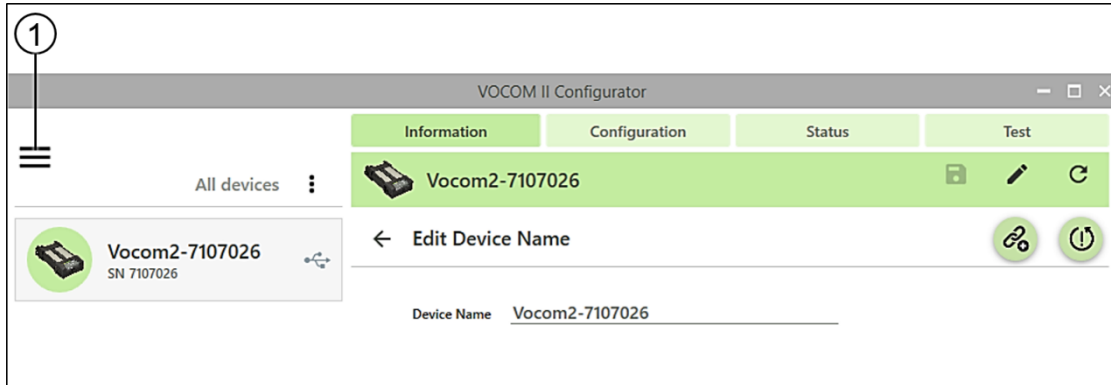 1
VOCOM II Configurator
Information Configuration Status Test
All devices
Vocom2-7107026
Vocom2-7107026
SN 7107026
Edit Device Name
Device Name Vocom2-7107026